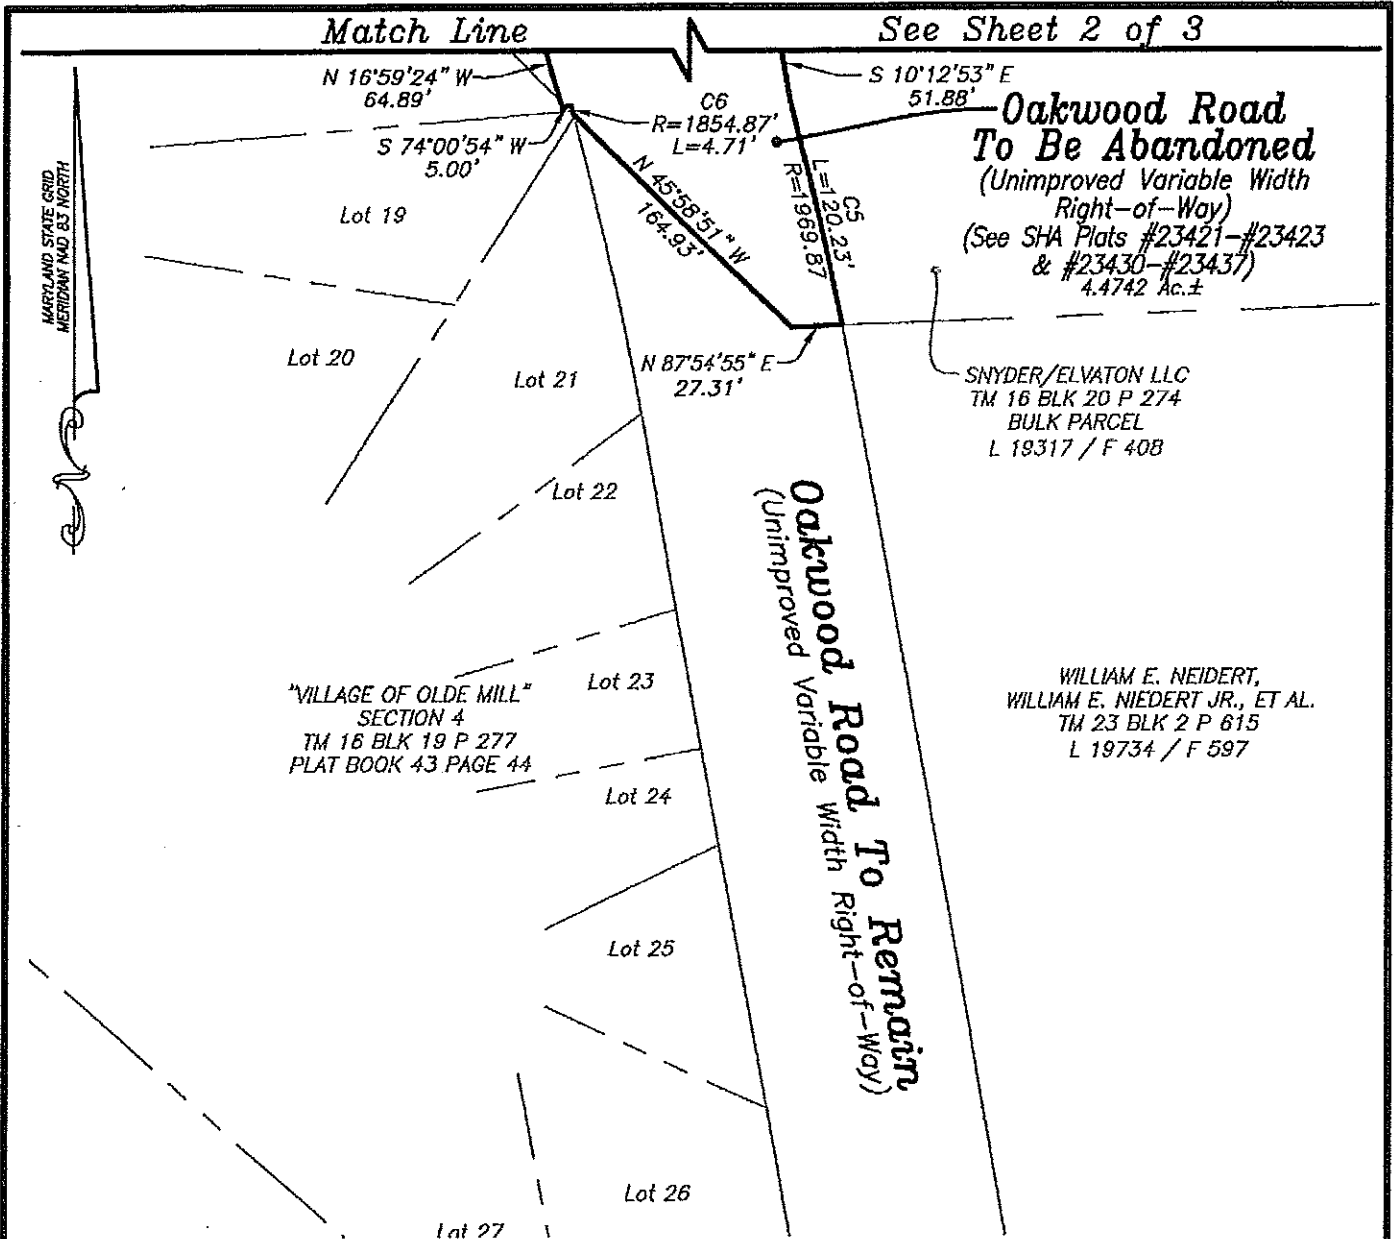 Match Line
See Sheet 2 of 3
N 16°59'24" W
64.89'
S 10°12'53" E
51.88'
C6
R=1854.87'
L=4.71'
S 74°00'54" W
5.00'
Oakwood Road
To Be Abandoned
(Unimproved Variable Width
Right-of-Way)
(See SHA Plats #23421-#23423
& #23430-#23437)
4.4742 Ac.±
MARYLAND STATE GRID
MERIDIAN NAD 83 NORTH
N 45°58'51" W
164.93'
C5
L=120.23'
R=1969.87
Lot 19
Lot 20
Lot 21
N 87°54'55" E
27.31'
SNYDER/ELVATON LLC
TM 16 BLK 20 P 274
BULK PARCEL
L 19317 / F 408
Lot 22
Oakwood Road To Remain
(Unimproved Variable Width Right-of-Way)
Lot 23
"VILLAGE OF OLDE MILL"
SECTION 4
TM 16 BLK 19 P 277
PLAT BOOK 43 PAGE 44
WILLIAM E. NEIDERT,
WILLIAM E. NIEDERT JR., ET AL.
TM 23 BLK 2 P 615
L 19734 / F 597
Lot 24
Lot 25
Lot 26
Lot 27